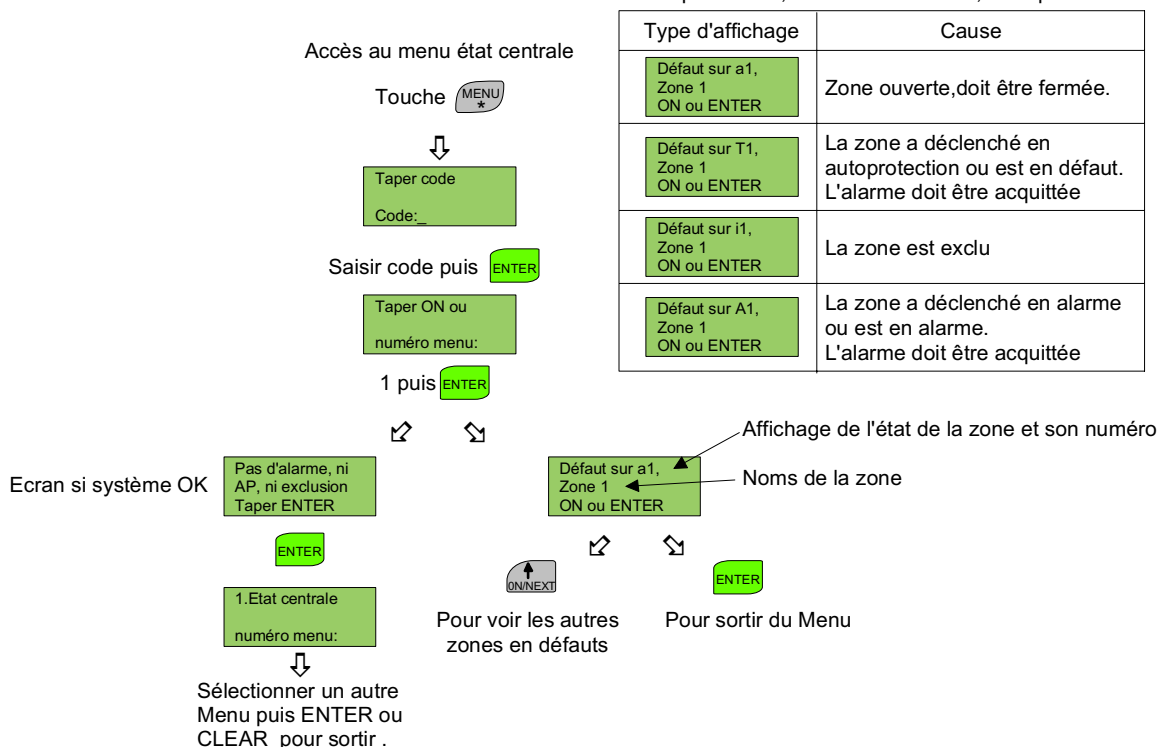 Accès au menu état centrale
Touche MENU
*
Taper code
Code:_
Saisir code puis ENTER
Taper ON ou
numéro menu:
1 puis ENTER
Ecran si système OK
Pas d'alarme, ni
AP, ni exclusion
Taper ENTER
ENTER
1.Etat centrale
numéro menu:
Sélectionner un autre
Menu puis ENTER ou
CLEAR pour sortir .
Type d'affichage Cause
Défaut sur a1,
Zone 1
ON ou ENTER
Zone ouverte,doit être fermée.
Défaut sur T1,
Zone 1
ON ou ENTER
La zone a déclenché en
autoprotection ou est en défaut.
L'alarme doit être acquittée
Défaut sur i1,
Zone 1
ON ou ENTER
La zone est exclu
Défaut sur A1,
Zone 1
ON ou ENTER
La zone a déclenché en alarme
ou est en alarme.
L'alarme doit être acquittée
Affichage de l'état de la zone et son numéro
Noms de la zone
Défaut sur a1,
Zone 1
ON ou ENTER
0N/NEXT
Pour voir les autres
zones en défauts
ENTER
Pour sortir du Menu